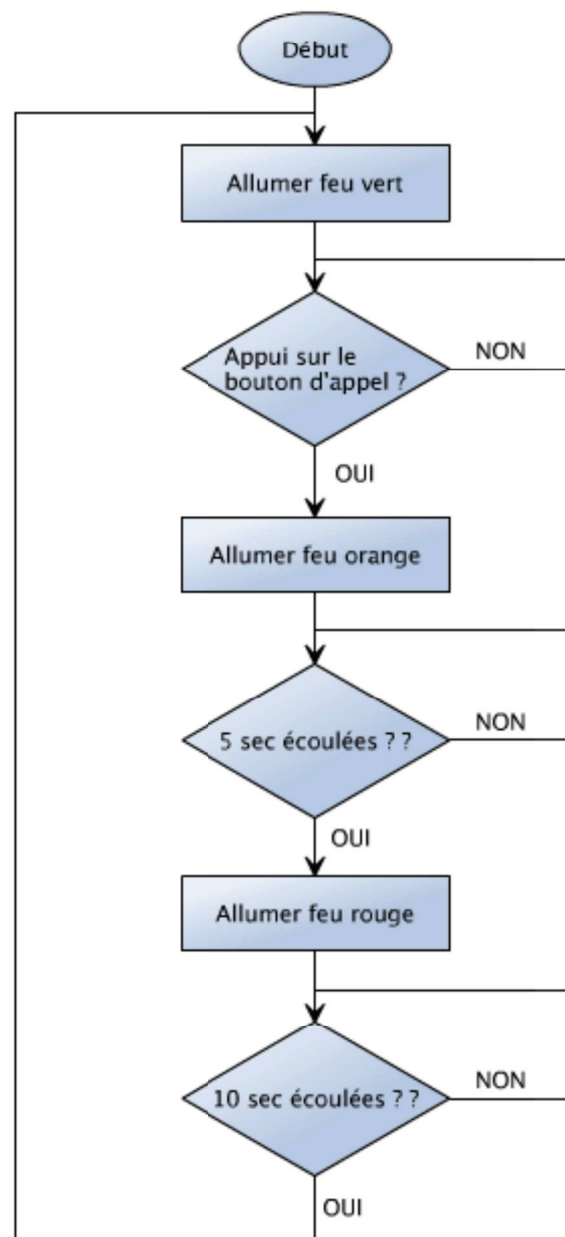 Début
Allumer feu vert
Appui sur le
bouton d'appel ?
NON
OUI
Allumer feu orange
5 sec écoulées ? ?
NON
OUI
Allumer feu rouge
10 sec écoulées ? ?
NON
OUI